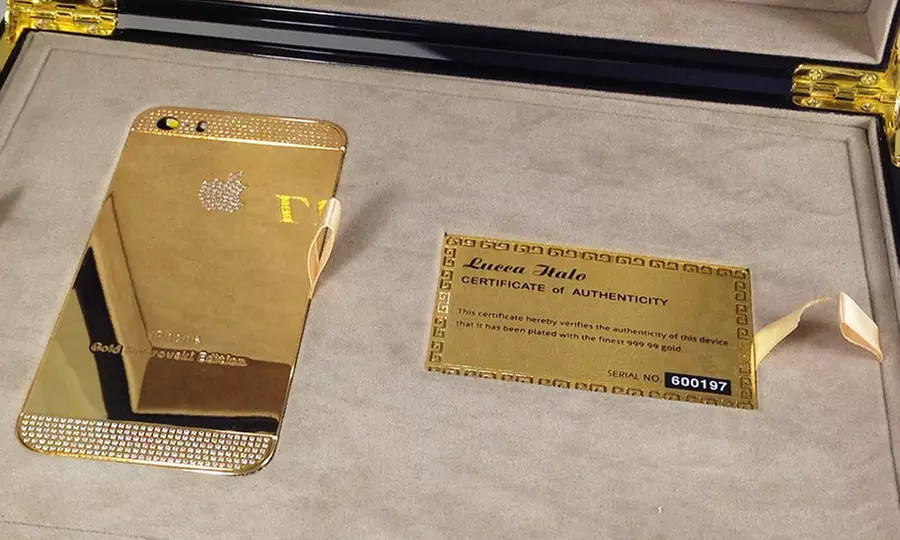 iPhone
Gold Swarovski Edition
Lucca Italo
CERTIFICATE of AUTHENTICITY
This certificate hereby verifies the authenticity of this device
that it has been plated with the finest 999.99 gold.
SERIAL NO. 600197